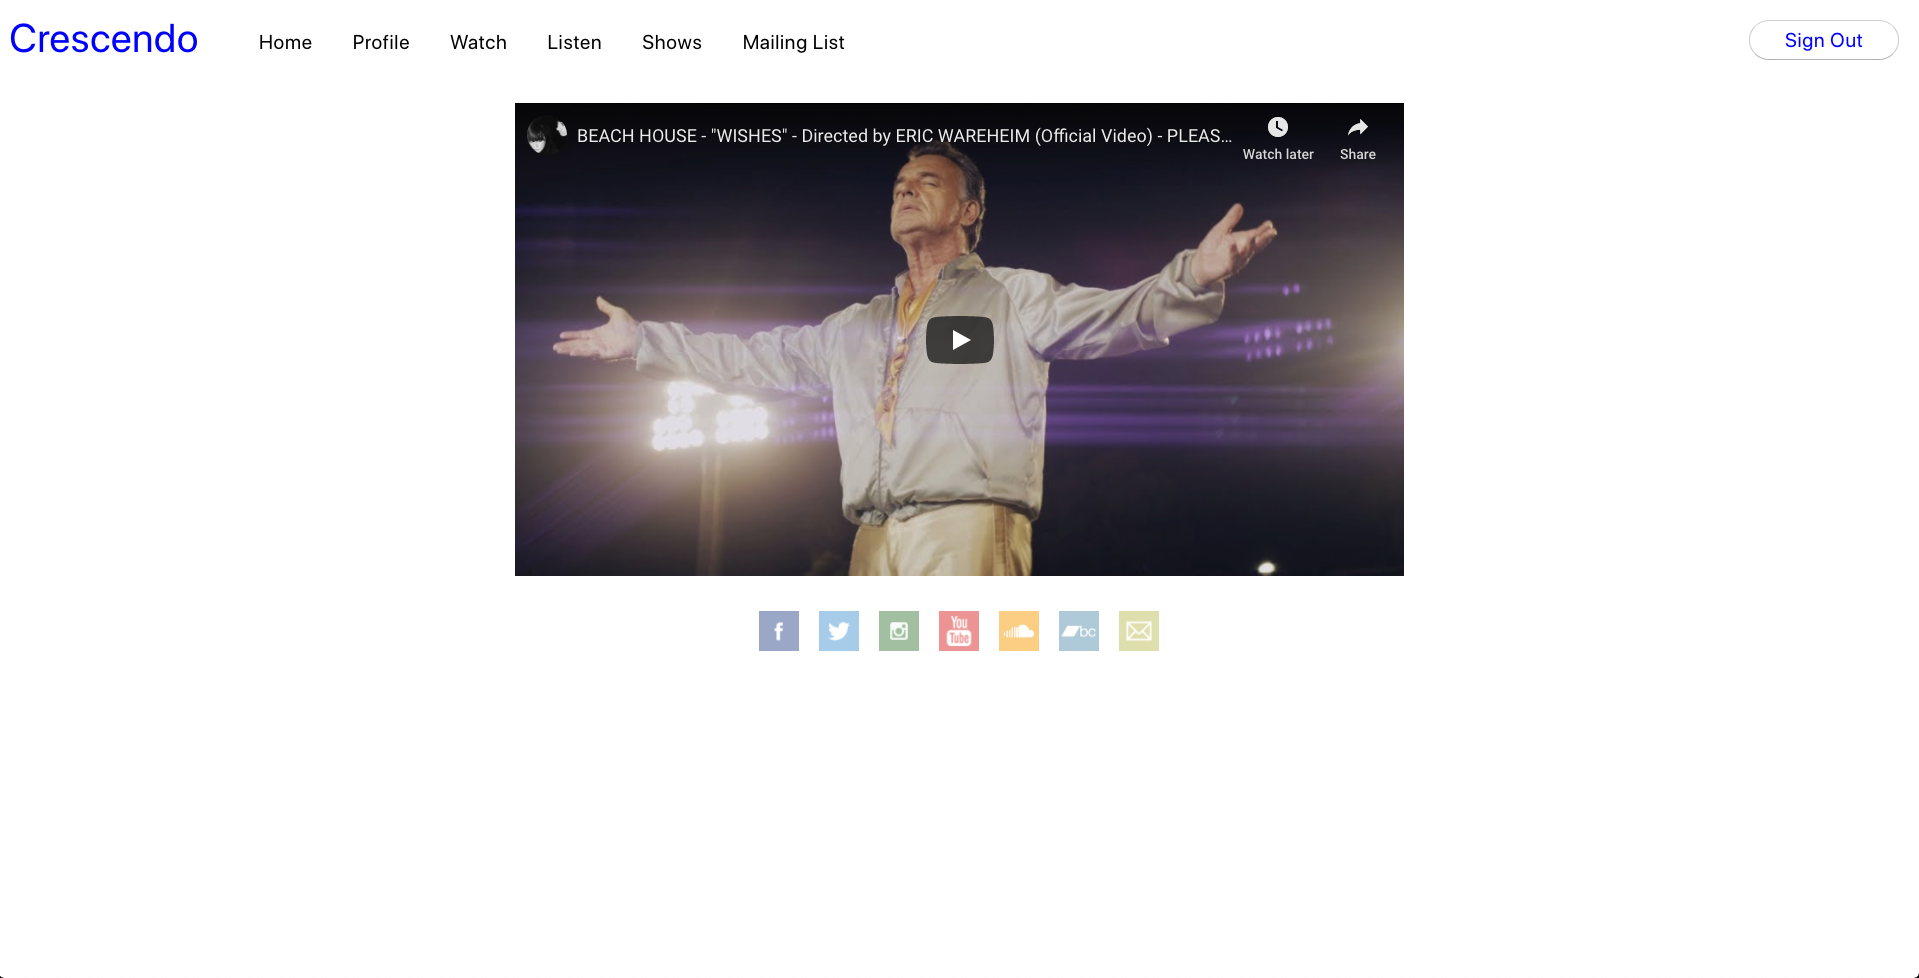 Crescendo
Home Profile Watch Listen Shows Mailing List
Sign Out
BEACH HOUSE - "WISHES" - Directed by ERIC WAREHEIM (Official Video) - PLEAS...
Watch later
Share
f
You
Tube
bc